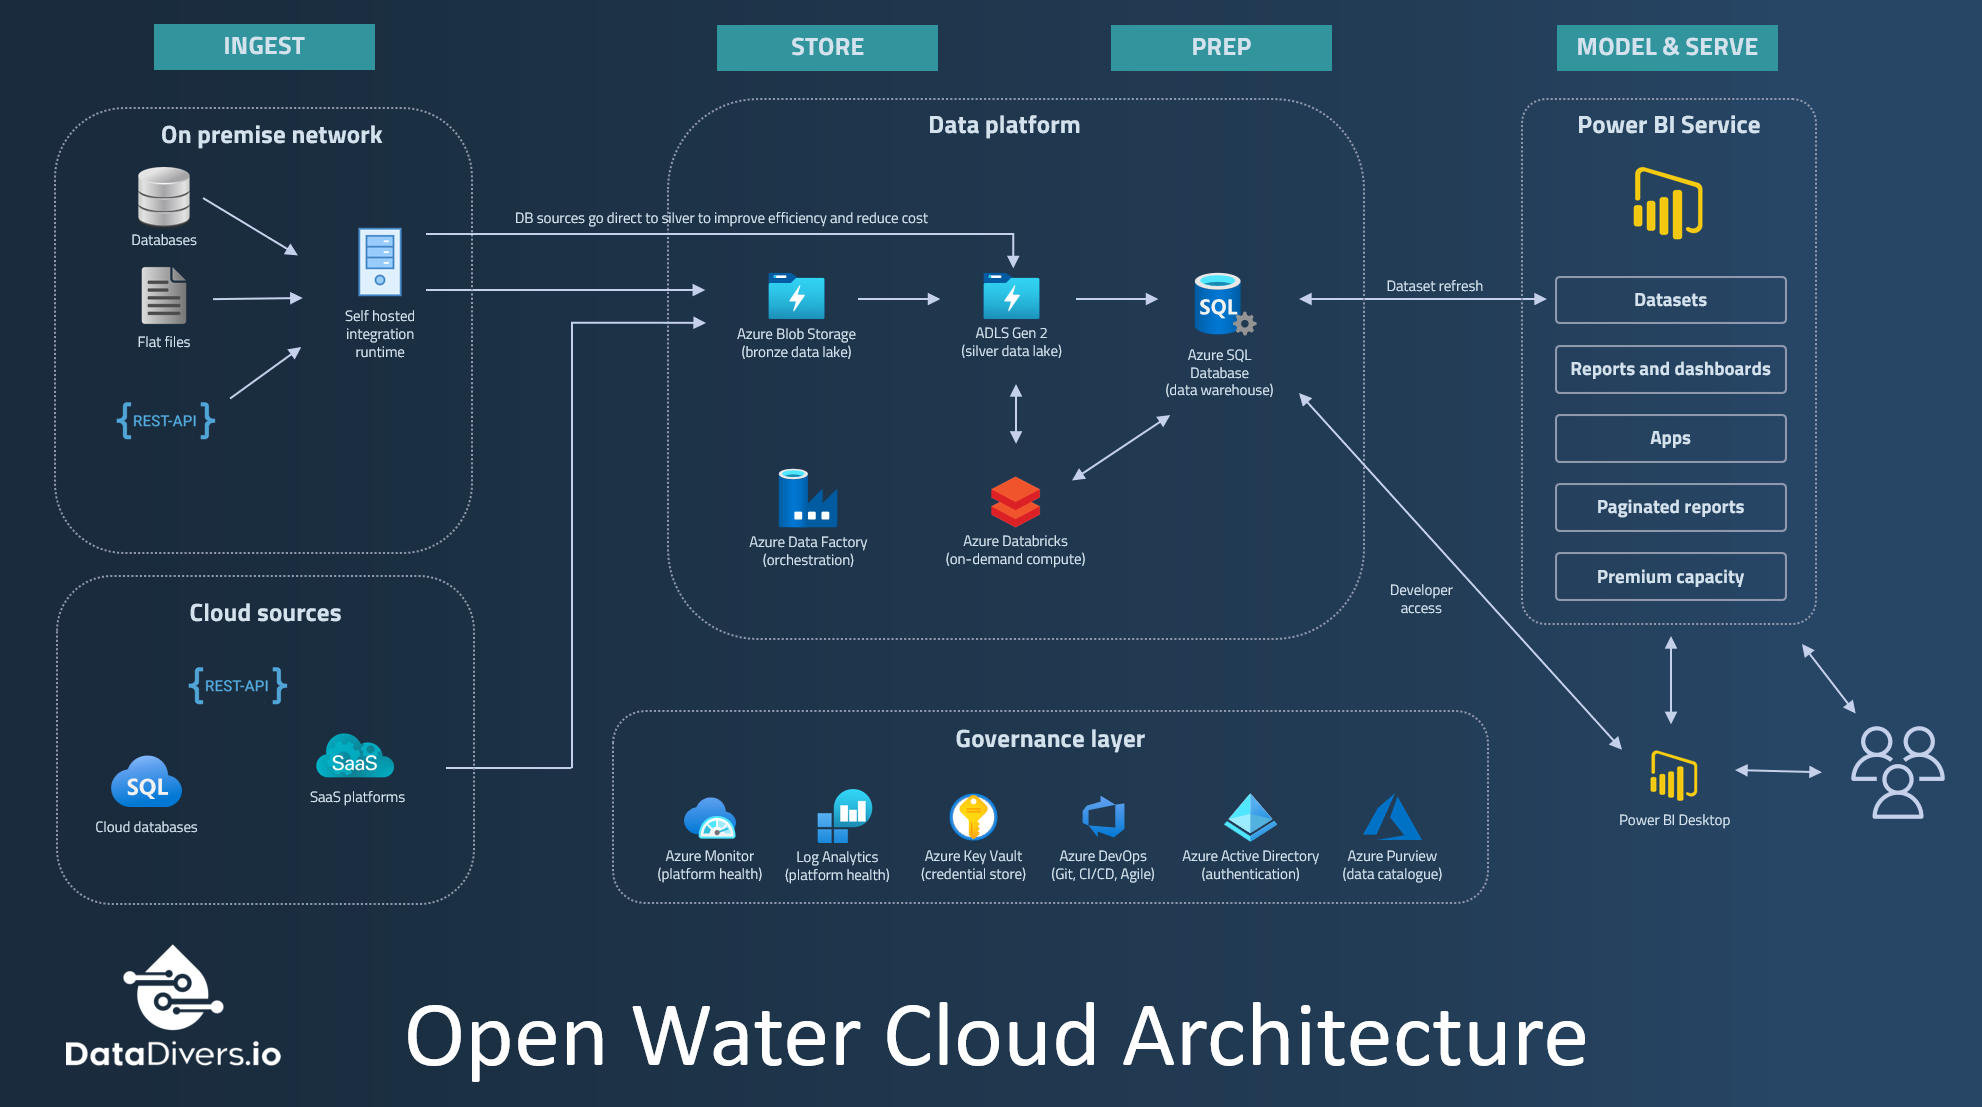 INGEST
STORE
PREP
MODEL & SERVE
On premise network
Databases
Flat files
{REST-API}
Self hosted
integration
runtime
DB sources go direct to silver to improve efficiency and reduce cost
Cloud sources
{REST-API}
SQL
Cloud databases
SaaS
SaaS platforms
Data platform
Azure Blob Storage
(bronze data lake)
ADLS Gen 2
(silver data lake)
SQL
Azure SQL
Database
(data warehouse)
Azure Data Factory
(orchestration)
Azure Databricks
(on-demand compute)
Dataset refresh
Developer
access
Power BI Service
Datasets
Reports and dashboards
Apps
Paginated reports
Premium capacity
Power BI Desktop
Governance layer
Azure Monitor
(platform health)
Log Analytics
(platform health)
Azure Key Vault
(credential store)
Azure DevOps
(Git, CI/CD, Agile)
Azure Active Directory
(authentication)
Azure Purview
(data catalogue)
DataDivers.io
Open Water Cloud Architecture